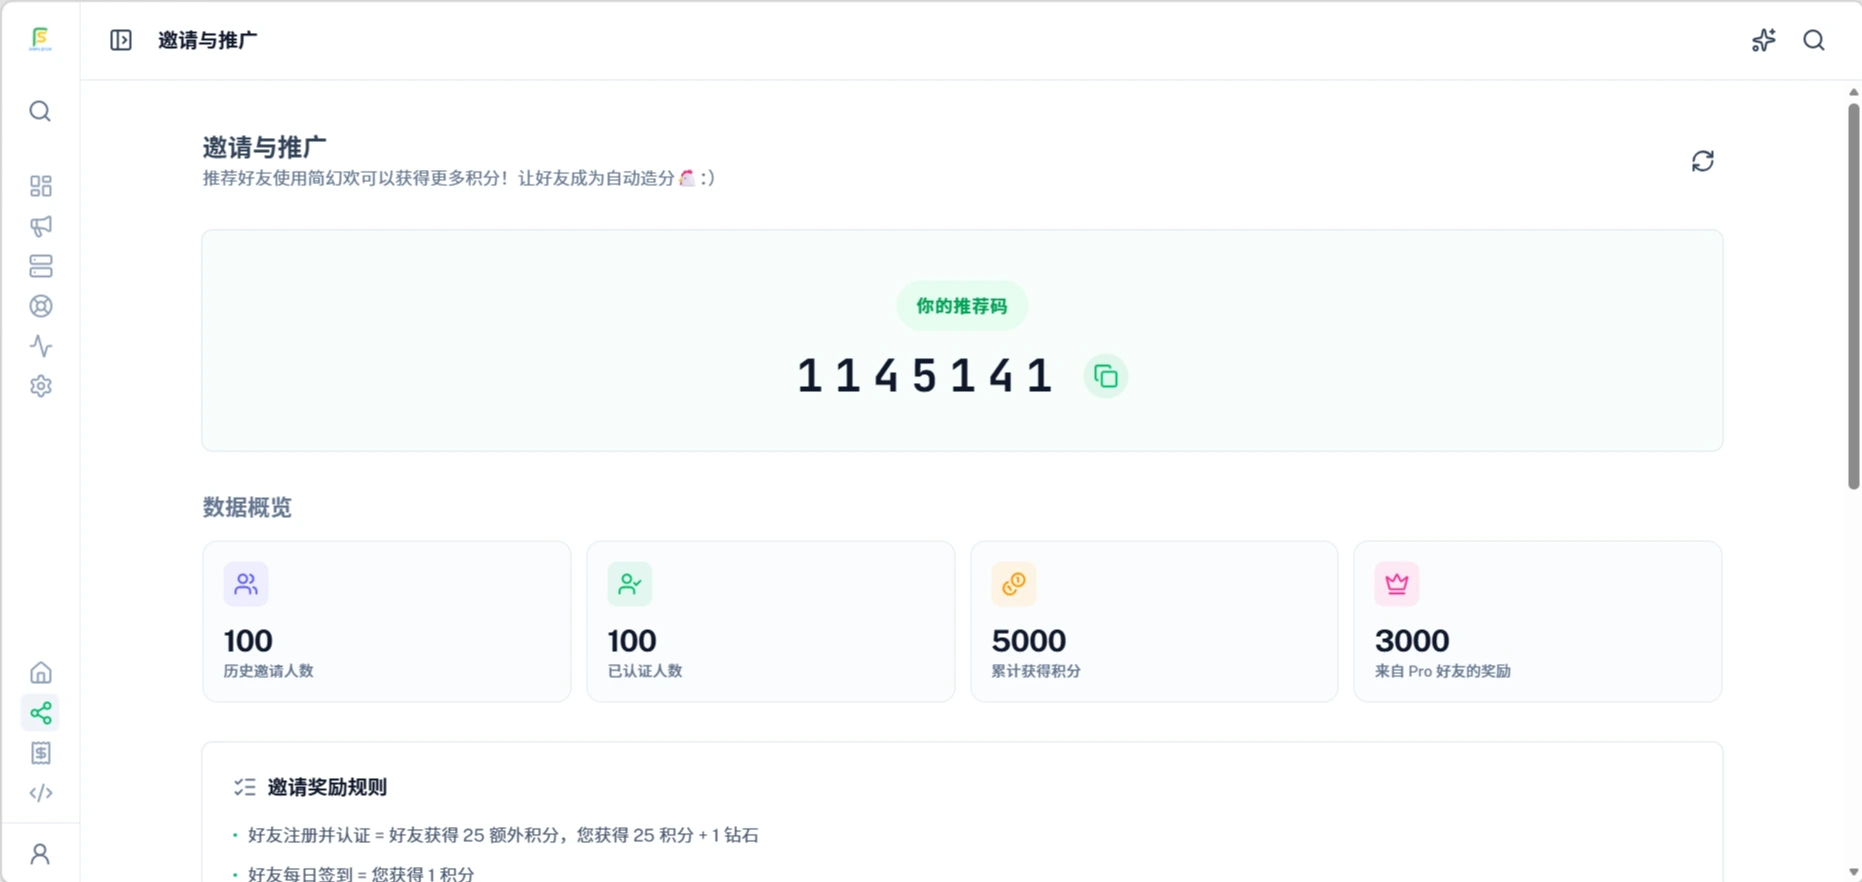 邀请与推广
邀请与推广
推荐好友使用简幻欢可以获得更多积分！让好友成为自动造分🐔 :)
你的推荐码
1145141
数据概览
100
历史邀请人数
100
已认证人数
5000
累计获得积分
3000
来自 Pro 好友的奖励
邀请奖励规则
• 好友注册并认证 = 好友获得 25 额外积分，您获得 25 积分 + 1 钻石
• 好友每日签到 = 您获得 1 积分